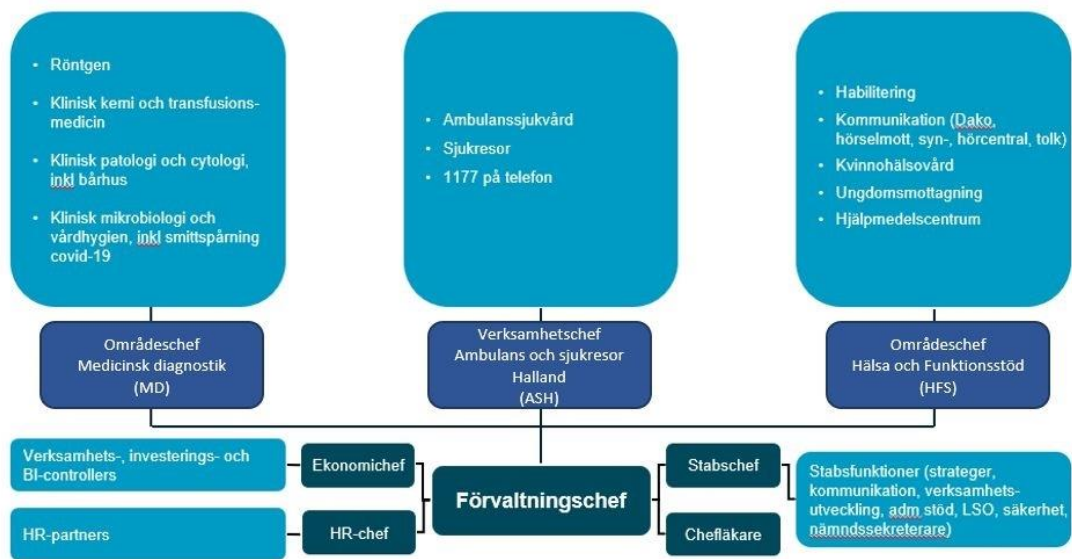 • Röntgen
• Klinisk kemi och transfusions-
medicin
• Klinisk patologi och cytologi,
inkl bårhus
• Klinisk mikrobiologi och
vårdhygien, inkl smittspårning
covid-19
• Ambulanssjukvård
• Sjukresor
• 1177 på telefon
• Habilitering
• Kommunikation (Dako,
hörselmott, syn-, hörcentral, tolk)
• Kvinnohälsovård
• Ungdomsmottagning
• Hjälpmedelscentrum
Områdeschef
Medicinsk diagnostik
(MD)
Verksamhetschef
Ambulans och sjukresor
Halland
(ASH)
Områdeschef
Hälsa och Funktionsstöd
(HFS)
Verksamhets-, investerings- och
BI-controllers
Ekonomichef
HR-partners
HR-chef
Förvaltningschef
Stabschef
Chefläkare
Stabsfunktioner (strateger,
kommunikation, verksamhets-
utveckling, adm stöd, LSO, säkerhet,
nämndssekreterare)